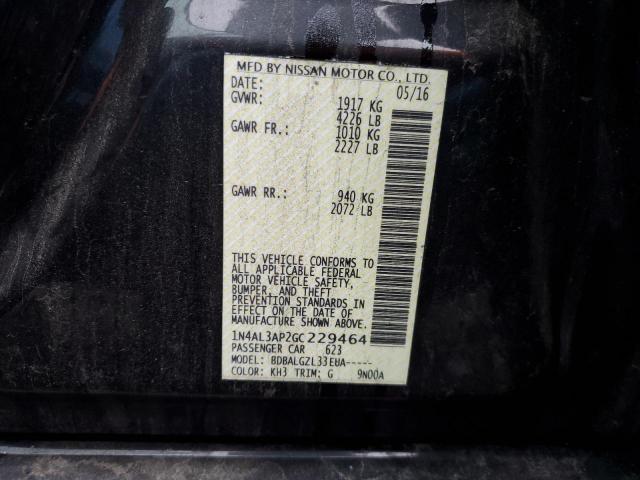 MFD BY NISSAN MOTOR CO., LTD.
DATE: 05/16
GVWR: 1917 KG
4226 LB
GAWR FR.: 1010 KG
2227 LB
GAWR RR.: 940 KG
2072 LB
THIS VEHICLE CONFORMS TO
ALL APPLICABLE FEDERAL
MOTOR VEHICLE SAFETY,
BUMPER, AND THEFT
PREVENTION STANDARDS IN
EFFECT ON THE DATE OF
MANUFACTURE SHOWN ABOVE.
1N4AL3AP2GC229464
PASSENGER CAR 623
MODEL: BDBALGZL33EUA-----
COLOR: KH3 TRIM: G 9N00A